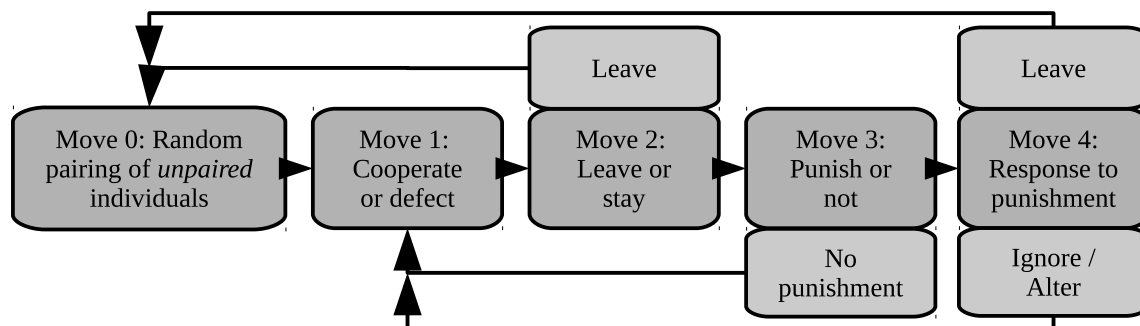 Leave
Leave
Move 0: Random
pairing of unpaired
individuals
Move 1:
Cooperate
or defect
Move 2:
Leave or
stay
Move 3:
Punish or
not
Move 4:
Response to
punishment
No
punishment
Ignore /
Alter